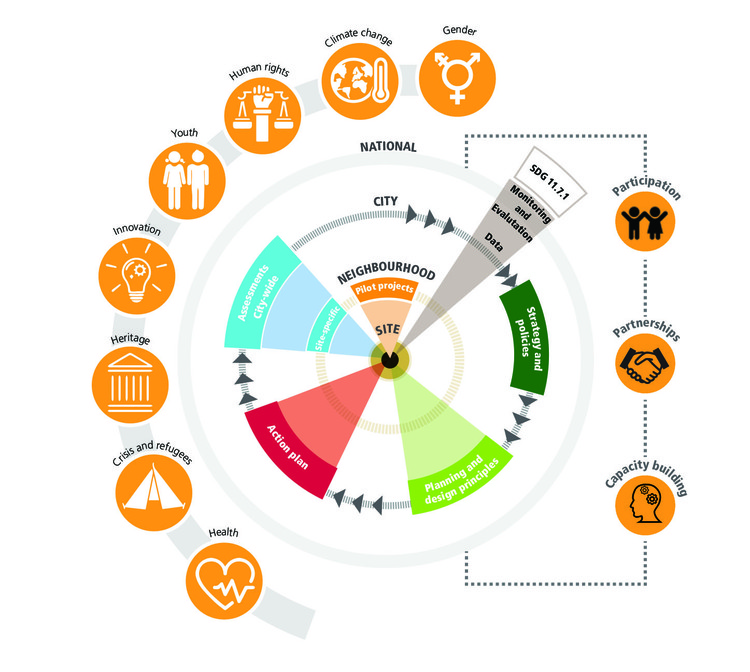 Gender
Climate change
Human rights
Youth
Innovation
Heritage
Crisis and refugees
Health
NATIONAL
CITY
NEIGHBOURHOOD
Pilot projects
SITE
SDG 11.7.1
Monitoring
and
Evalutation
Data
Assessments
City-wide
Site-specific
Strategy and
policies
Action plan
Planning and
design principles
Participation
Partnerships
Capacity building